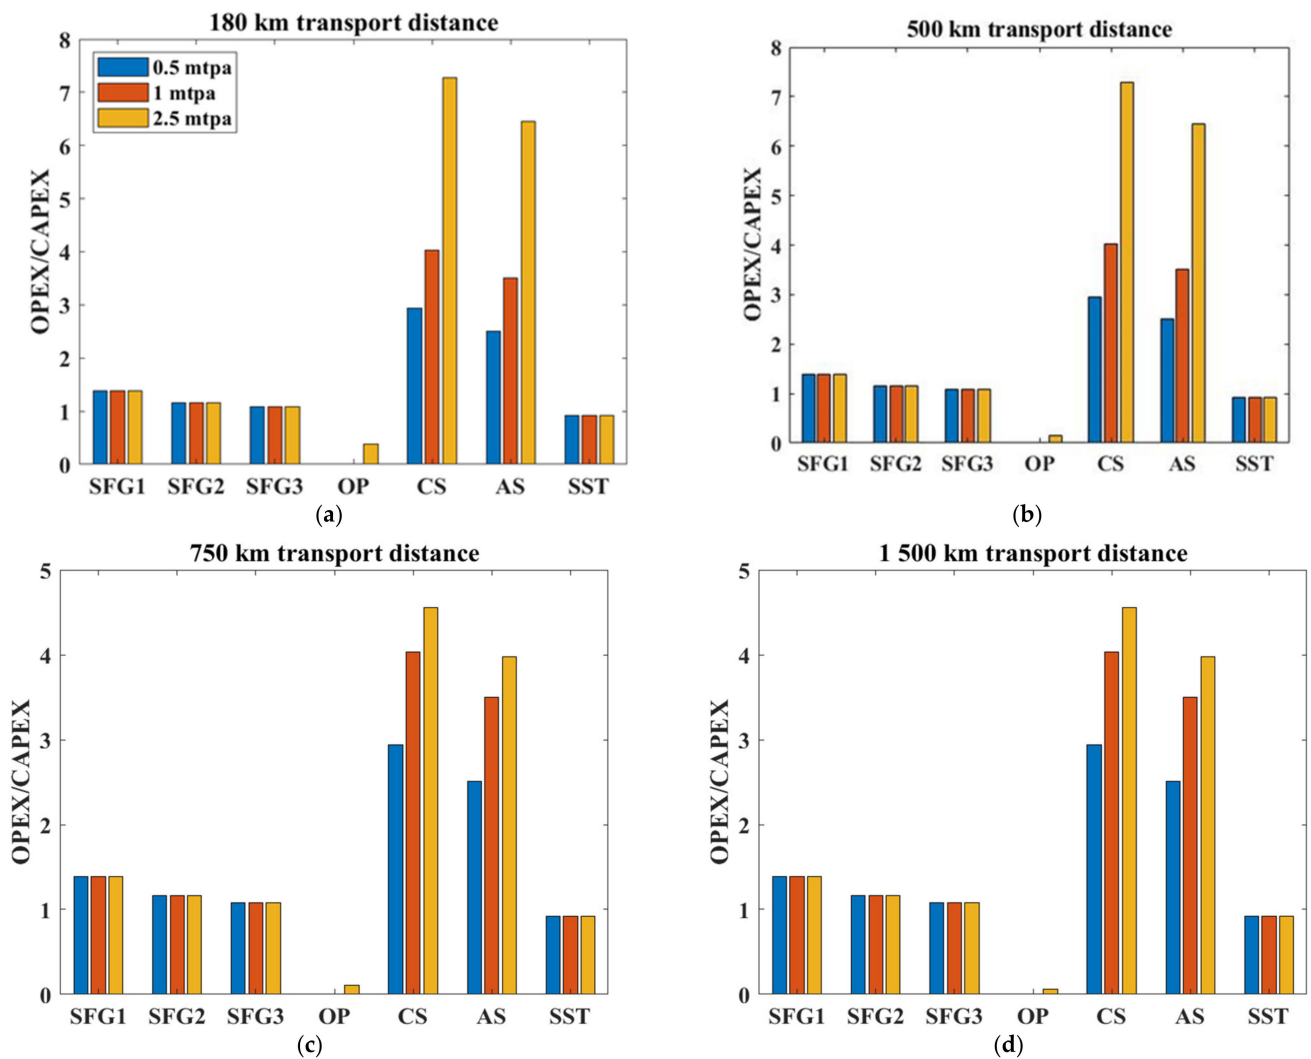 180 km transport distance
8
7
6
5
4
3
2
1
0
OPEX/CAPEX
0.5 mtpa
1 mtpa
2.5 mtpa
SFG1 SFG2 SFG3 OP CS AS SST
(a)
500 km transport distance
8
7
6
5
4
3
2
1
0
OPEX/CAPEX
SFG1 SFG2 SFG3 OP CS AS SST
(b)
750 km transport distance
5
4
3
2
1
0
OPEX/CAPEX
SFG1 SFG2 SFG3 OP CS AS SST
(c)
1 500 km transport distance
5
4
3
2
1
0
OPEX/CAPEX
SFG1 SFG2 SFG3 OP CS AS SST
(d)